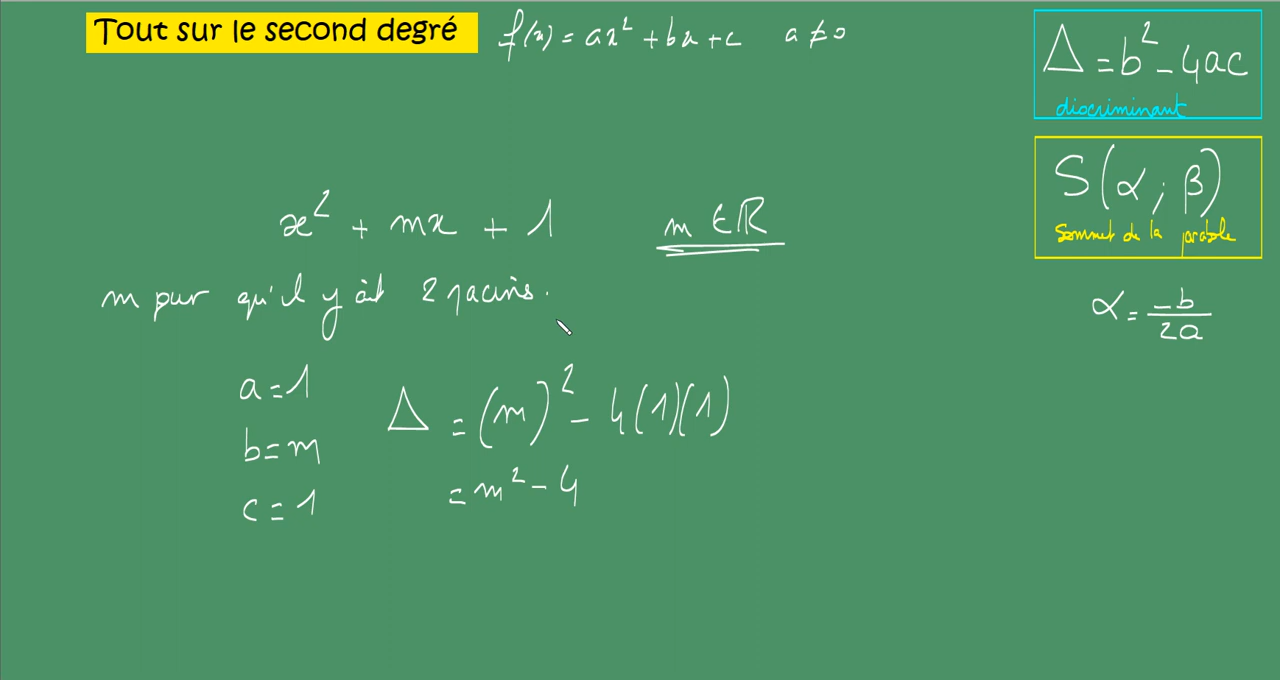 Tout sur le second degré
f(x) = ax² + bx + c a ≠ 0
Δ = b² - 4ac
discriminant
S(α ; β)
Sommet de la parabole
α = -b/2a
x² + mx + 1 m ∈ ℝ
m pour qu'il y ait 2 racines.
a = 1
b = m
c = 1
Δ = (m)² - 4(1)(1)
= m² - 4